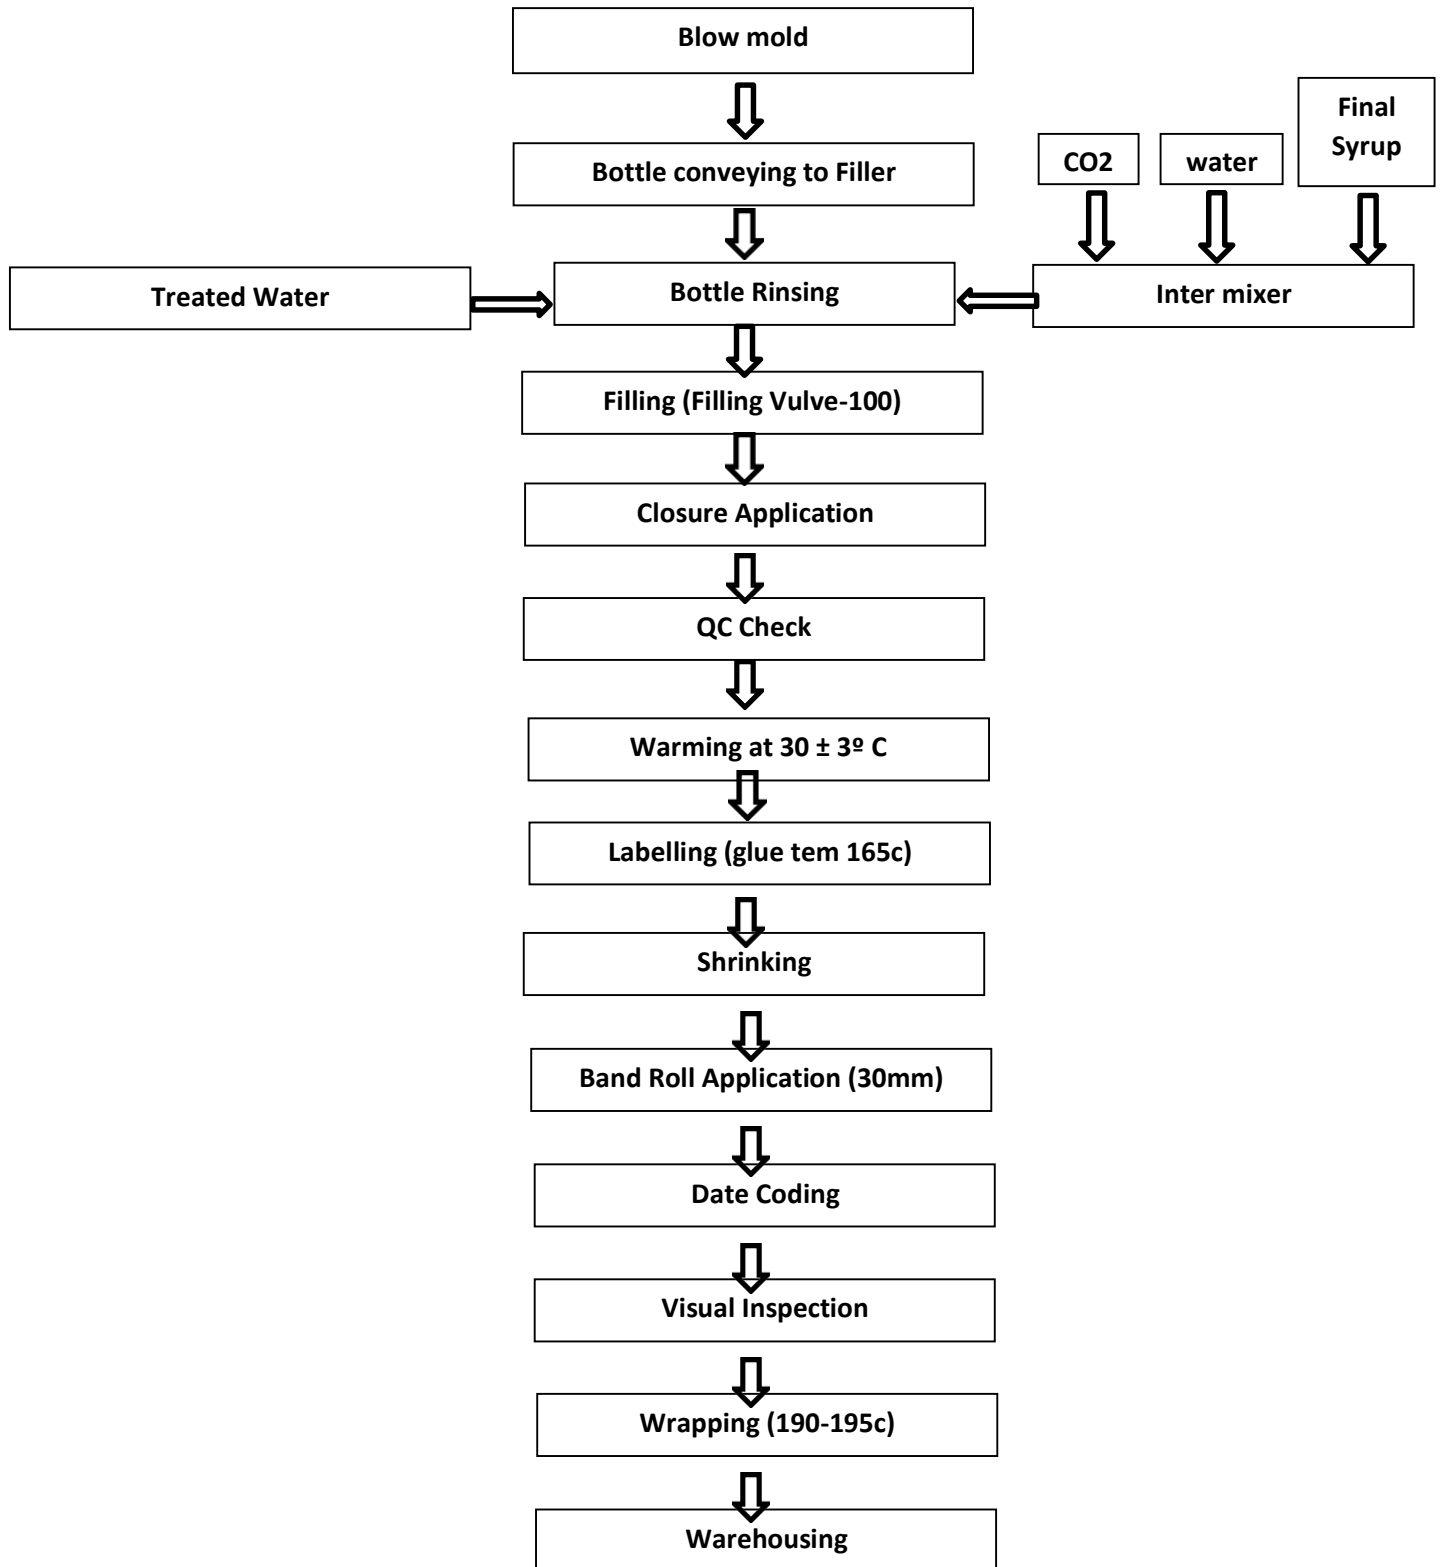 Blow mold
Bottle conveying to Filler
CO2
water
Final
Syrup
Treated Water
Bottle Rinsing
Inter mixer
Filling (Filling Vulve-100)
Closure Application
QC Check
Warming at 30 ± 3º C
Labelling (glue tem 165c)
Shrinking
Band Roll Application (30mm)
Date Coding
Visual Inspection
Wrapping (190-195c)
Warehousing